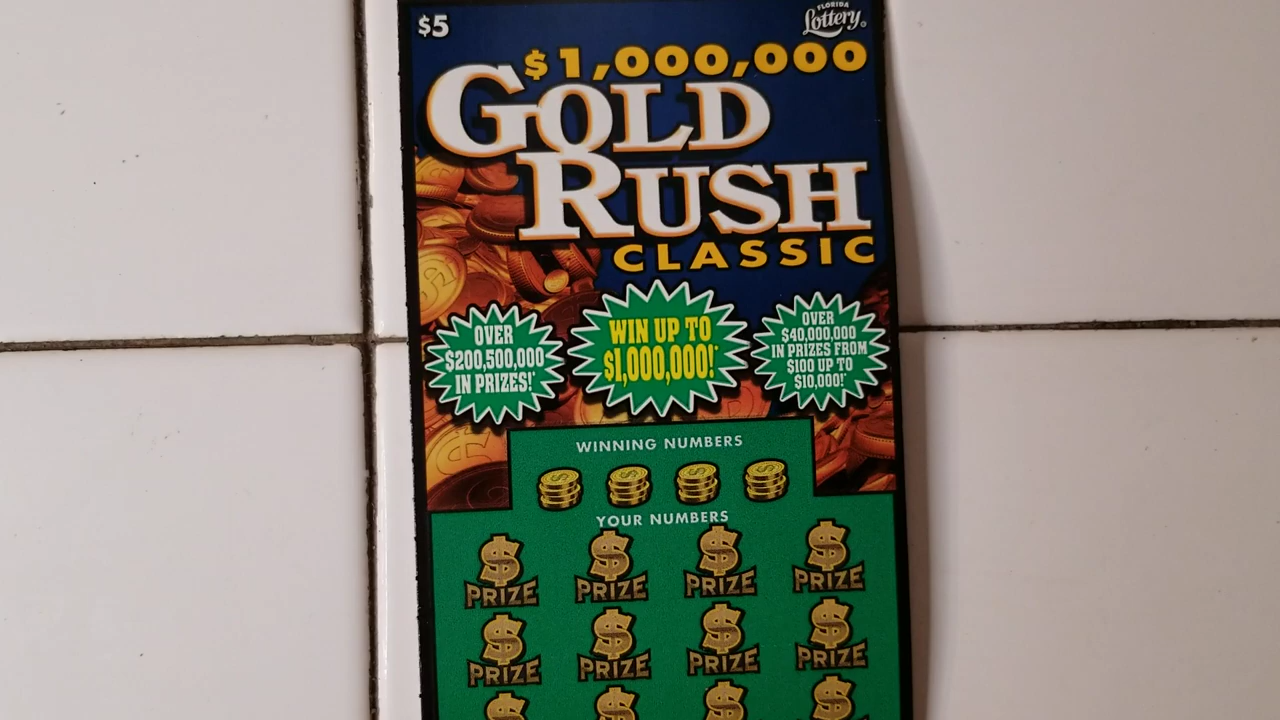 $5
FLORIDA
Lottery
$1,000,000
GOLD
RUSH
CLASSIC
OVER
$200,500,000
IN PRIZES!*
WIN UP TO
$1,000,000!*
OVER
$40,000,000
IN PRIZES FROM
$100 UP TO
$10,000!*
WINNING NUMBERS
YOUR NUMBERS
$ $ $ $
PRIZE PRIZE PRIZE PRIZE
$ $ $ $
PRIZE PRIZE PRIZE PRIZE
$ $ $ $